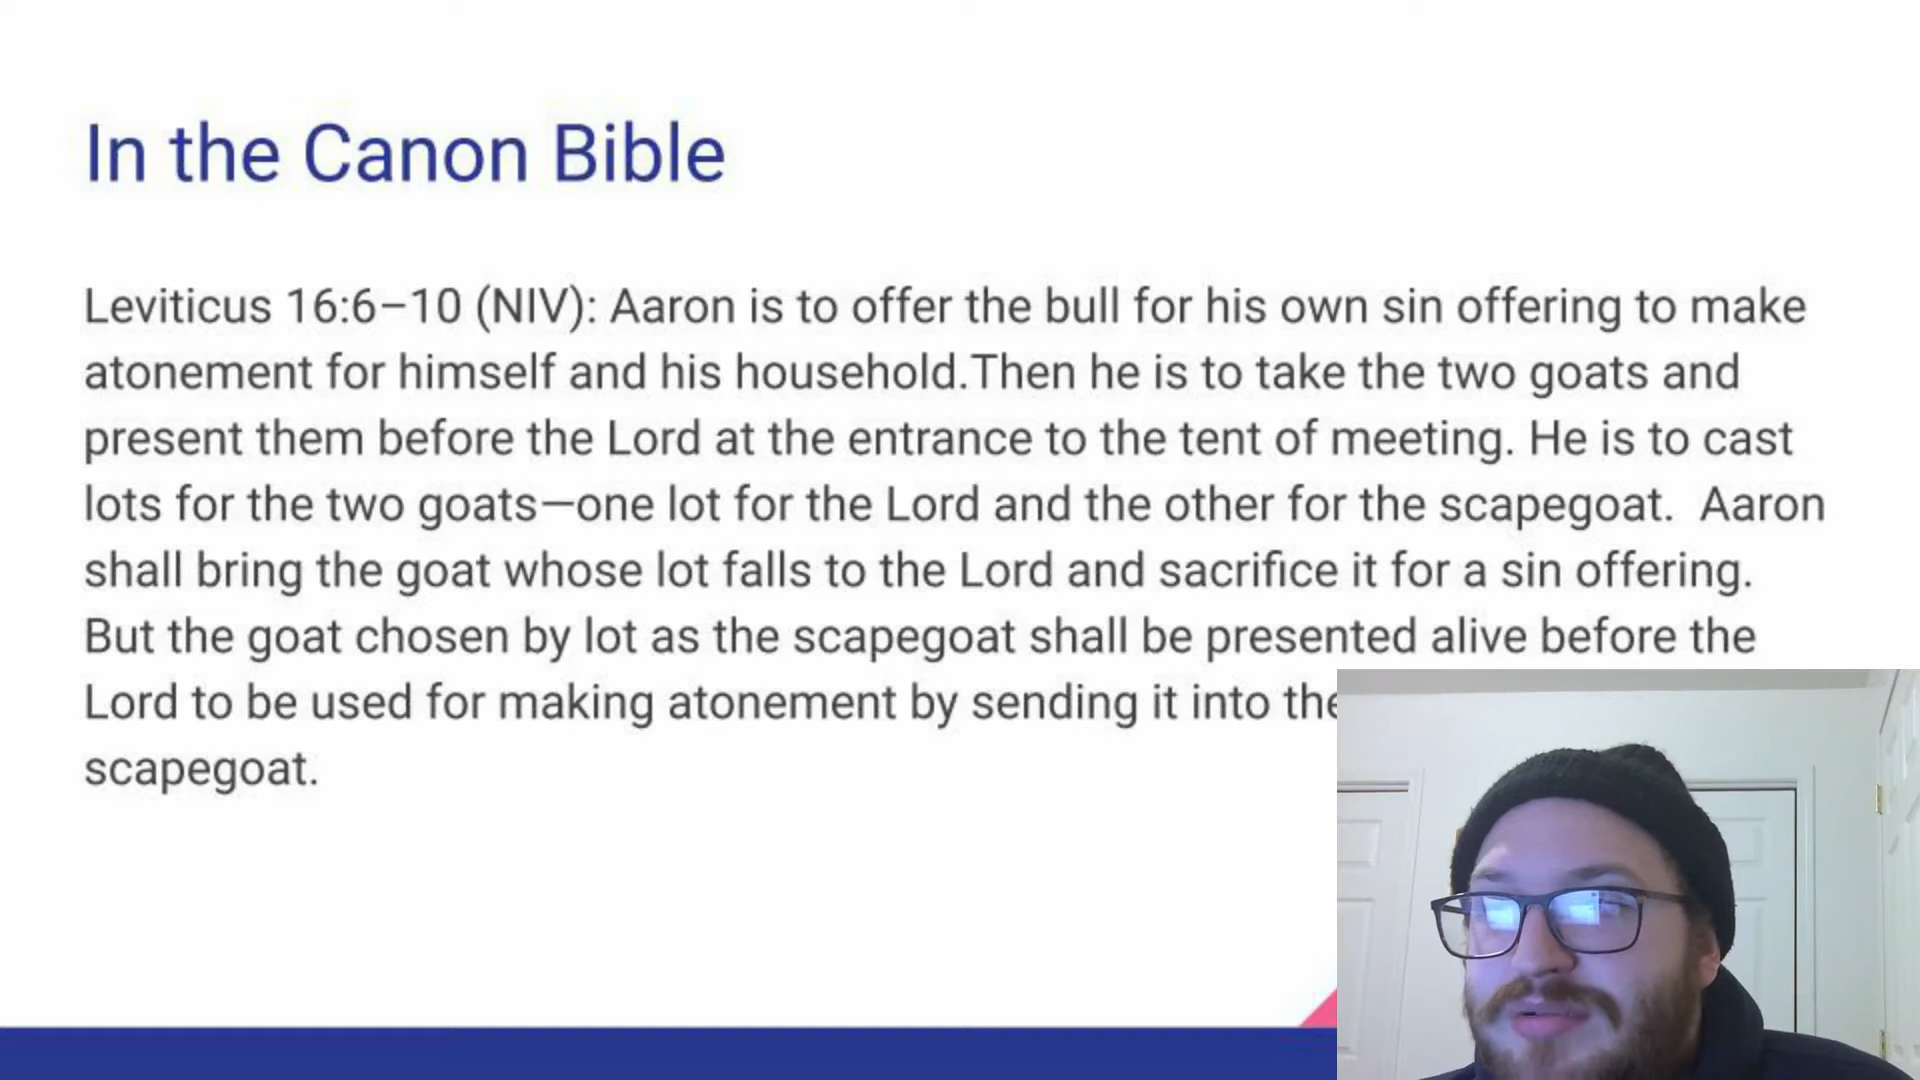 In the Canon Bible
Leviticus 16:6–10 (NIV): Aaron is to offer the bull for his own sin offering to make
atonement for himself and his household.Then he is to take the two goats and
present them before the Lord at the entrance to the tent of meeting. He is to cast
lots for the two goats—one lot for the Lord and the other for the scapegoat.  Aaron
shall bring the goat whose lot falls to the Lord and sacrifice it for a sin offering.
But the goat chosen by lot as the scapegoat shall be presented alive before the
Lord to be used for making atonement by sending it into the
scapegoat.